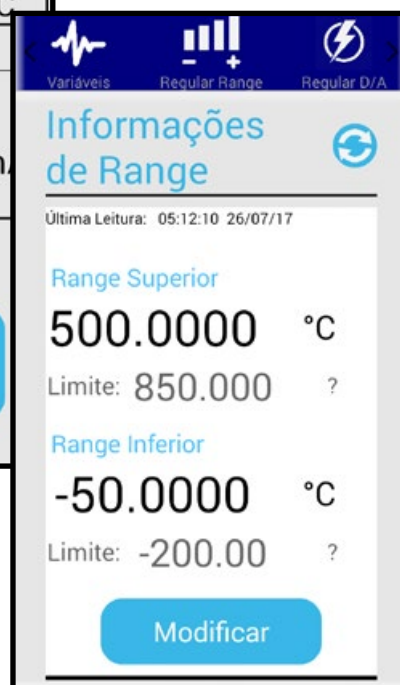 Variáveis
Regular Range
Regular D/A
Informações
de Range
Última Leitura: 05:12:10 26/07/17
Range Superior
500.0000 °C
Limite: 850.000 ?
Range Inferior
-50.0000 °C
Limite: -200.00 ?
Modificar